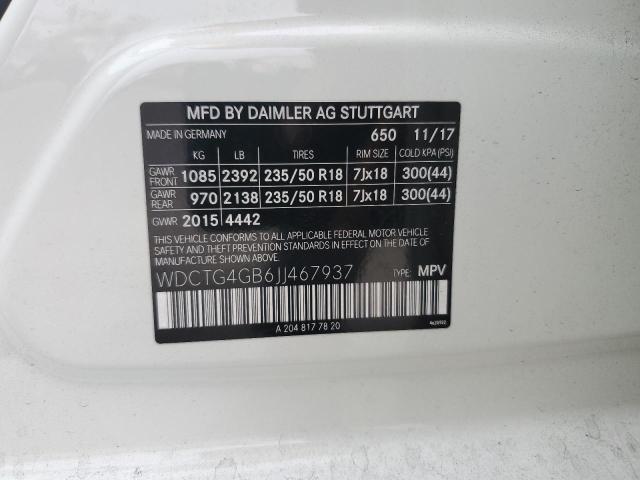 MFD BY DAIMLER AG STUTTGART
MADE IN GERMANY 650 11/17
KG LB TIRES RIM SIZE COLD KPA (PSI)
GAWR FRONT 1085 2392 235/50 R18 7Jx18 300(44)
GAWR REAR 970 2138 235/50 R18 7Jx18 300(44)
GVWR 2015 4442
THIS VEHICLE CONFORMS TO ALL APPLICABLE FEDERAL MOTOR VEHICLE
SAFETY AND THEFT PREVENTION STANDARDS IN EFFECT ON THE DATE OF
MANUFACTURE SHOWN ABOVE.
WDCTG4GB6JJ467937 TYPE: MPV
A 204 817 78 20